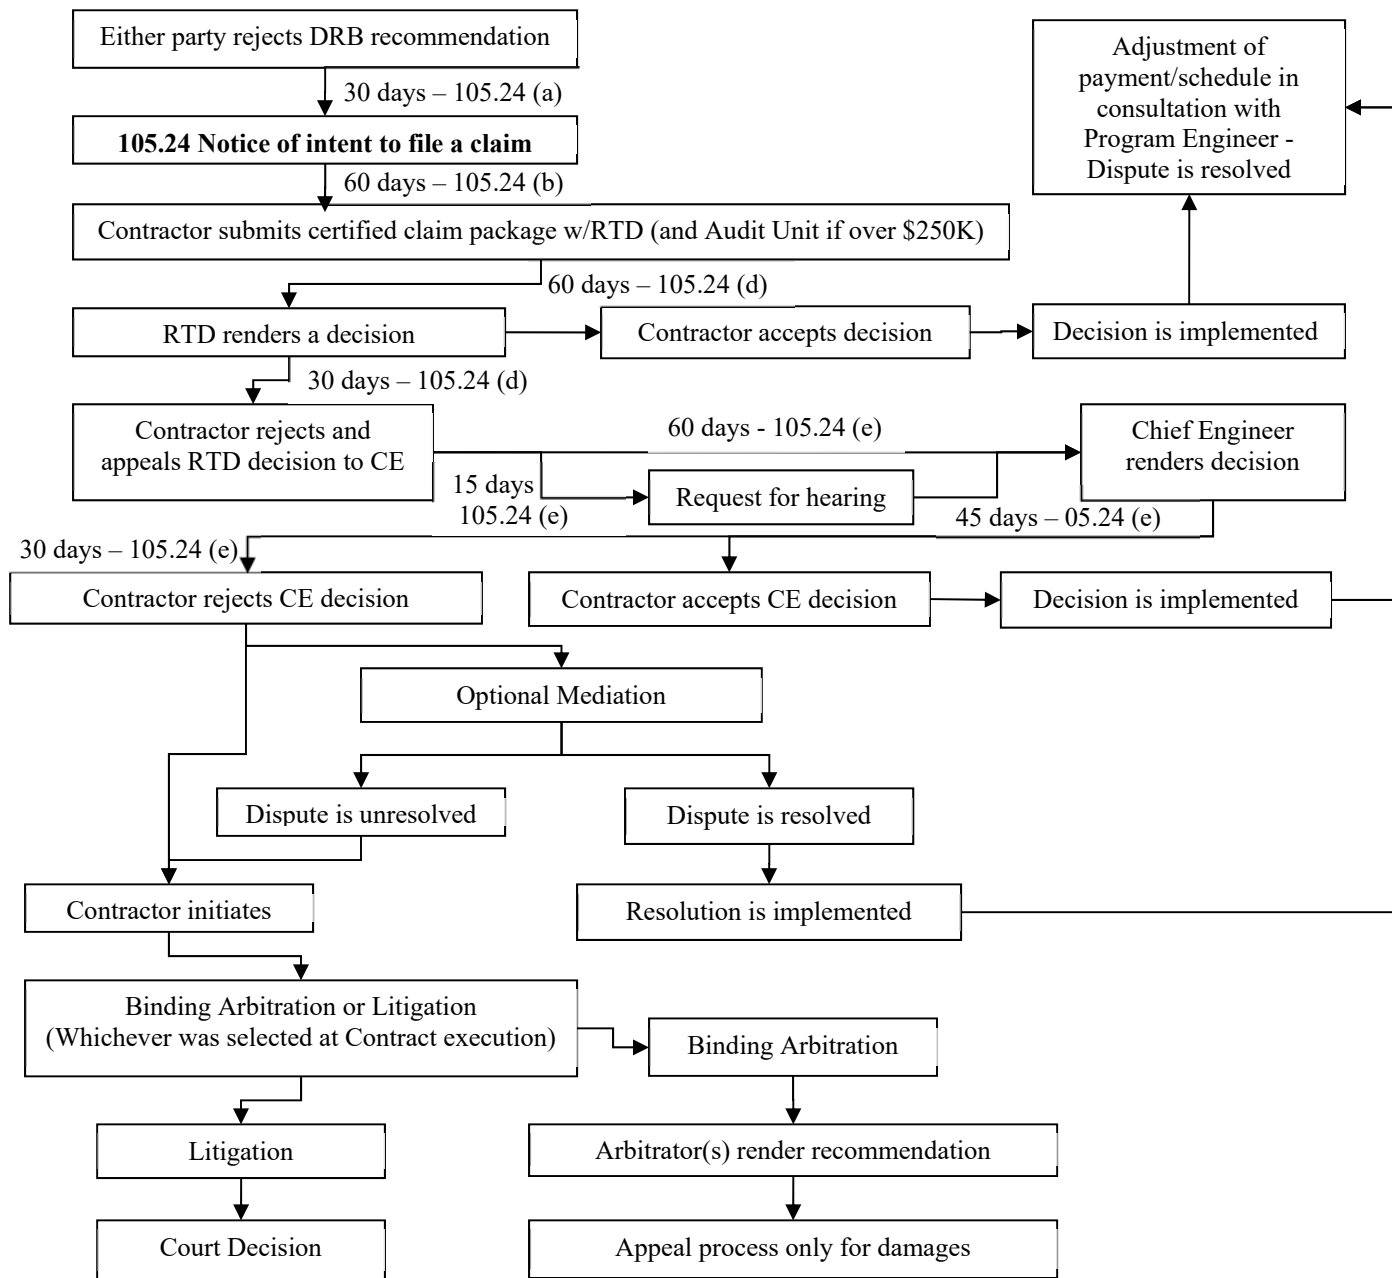 Either party rejects DRB recommendation
30 days – 105.24 (a)
105.24 Notice of intent to file a claim
60 days – 105.24 (b)
Contractor submits certified claim package w/RTD (and Audit Unit if over $250K)
60 days – 105.24 (d)
Adjustment of
payment/schedule in
consultation with
Program Engineer -
Dispute is resolved
RTD renders a decision
Contractor accepts decision
Decision is implemented
30 days – 105.24 (d)
Contractor rejects and
appeals RTD decision to CE
60 days - 105.24 (e)
15 days
105.24 (e)
Request for hearing
Chief Engineer
renders decision
45 days – 05.24 (e)
30 days – 105.24 (e)
Contractor rejects CE decision
Contractor accepts CE decision
Decision is implemented
Optional Mediation
Dispute is unresolved
Dispute is resolved
Contractor initiates
Resolution is implemented
Binding Arbitration or Litigation
(Whichever was selected at Contract execution)
Binding Arbitration
Litigation
Arbitrator(s) render recommendation
Court Decision
Appeal process only for damages